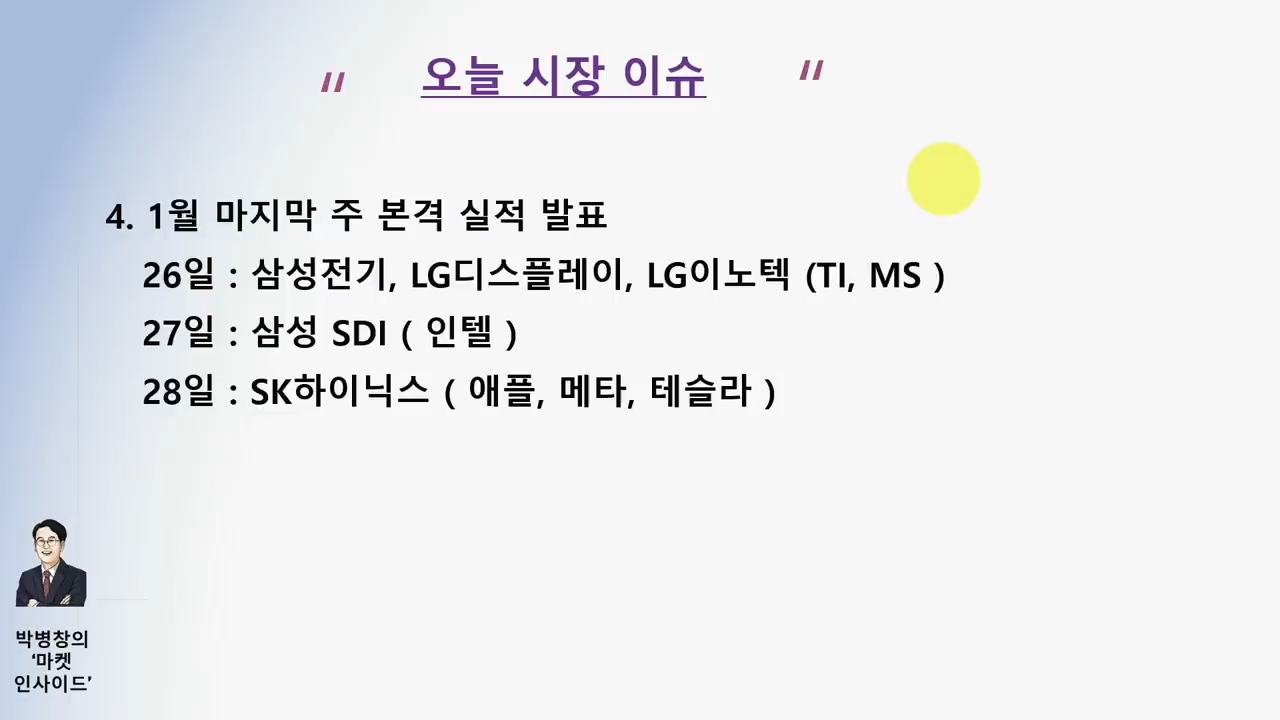 " 오늘 시장 이슈 "
4. 1월 마지막 주 본격 실적 발표
26일 : 삼성전기, LG디스플레이, LG이노텍 (TI, MS )
27일 : 삼성 SDI ( 인텔 )
28일 : SK하이닉스 ( 애플, 메타, 테슬라 )
박병창의
‘마켓
인사이드’